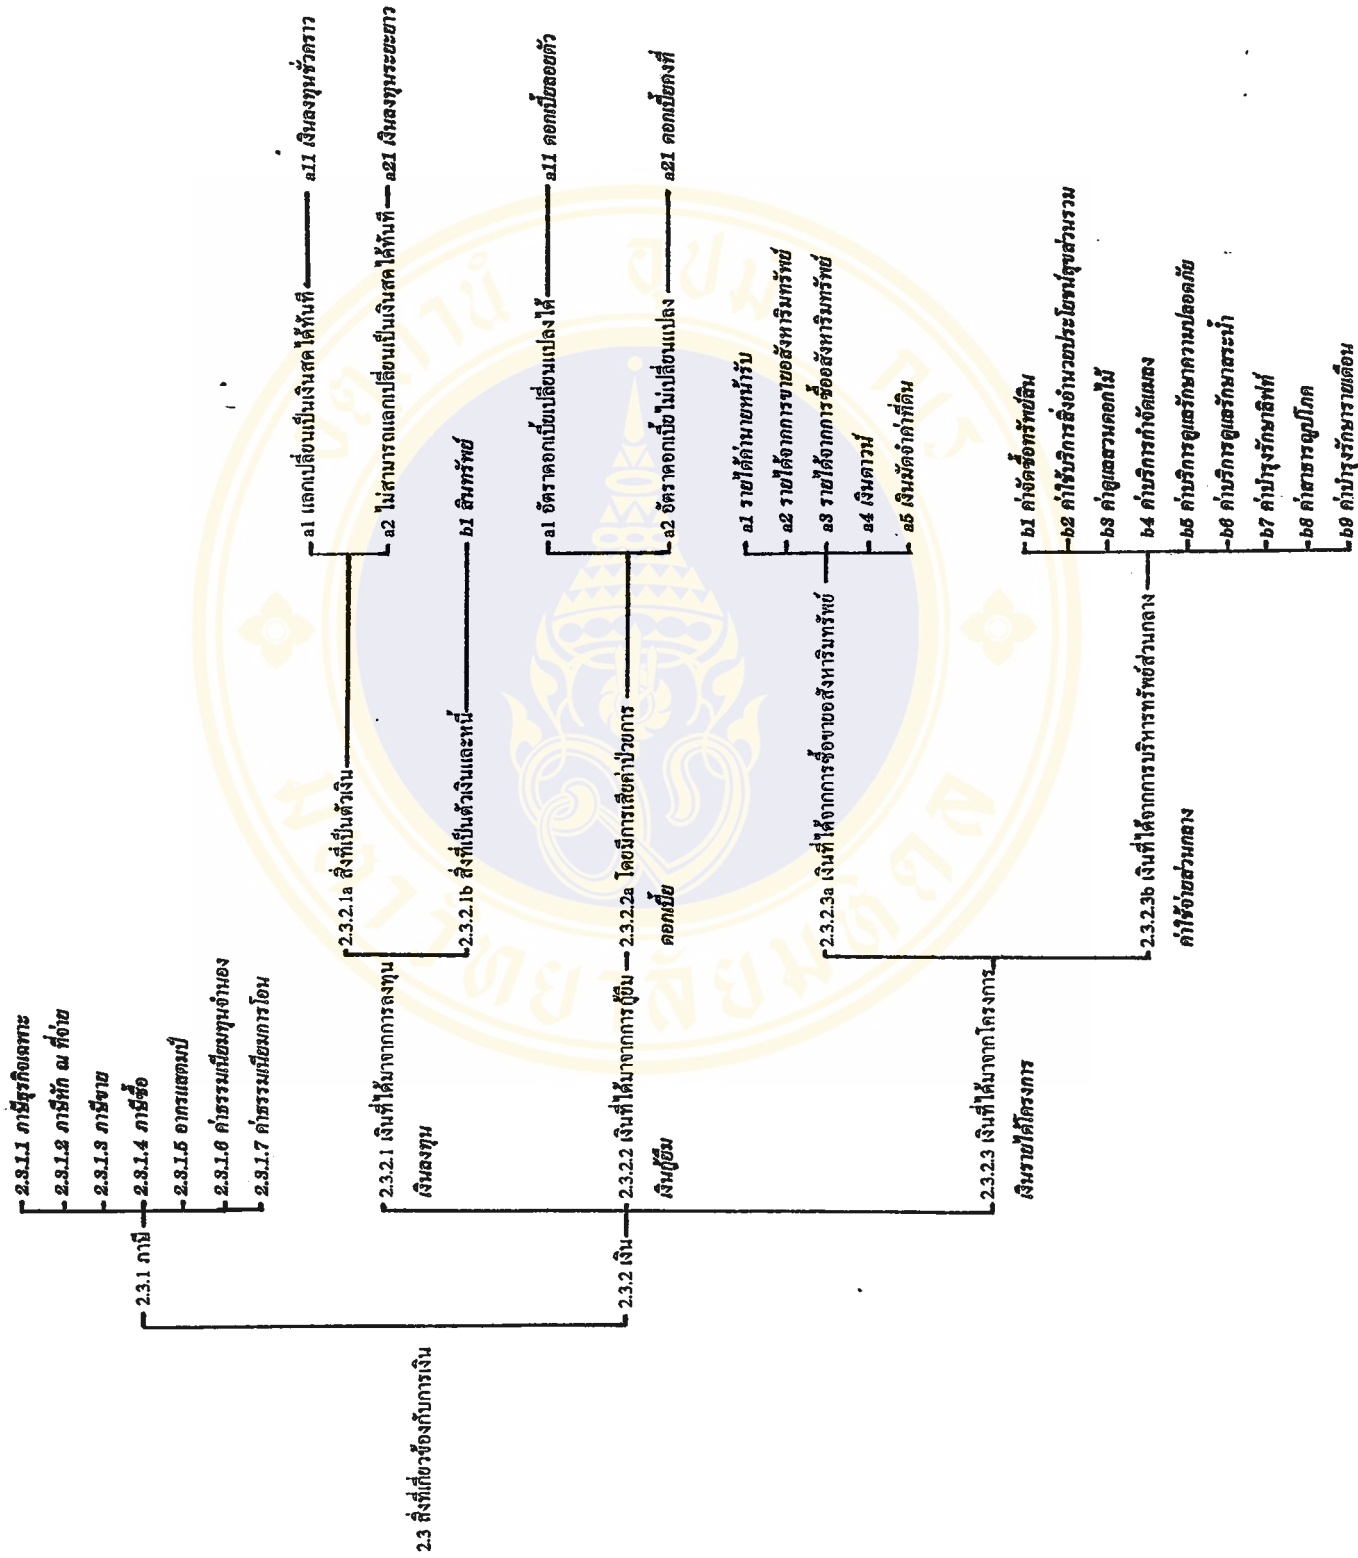 2.3 สิ่งที่เกี่ยวข้องกับการเงิน
2.3.1 ภาษี
2.3.1.1 ภาษีธุรกิจเฉพาะ
2.3.1.2 ภาษีหัก ณ ที่จ่าย
2.3.1.3 ภาษีขาย
2.3.1.4 ภาษีซื้อ
2.3.1.5 อากรแสตมป์
2.3.1.6 ค่าธรรมเนียมทุนจำนอง
2.3.1.7 ค่าธรรมเนียมการโอน
2.3.2 เงิน
2.3.2.1 เงินที่ได้มาจากการลงทุน
เงินลงทุน
2.3.2.1a สิ่งที่เป็นตัวเงิน
a1 แลกเปลี่ยนเป็นเงินสดได้ทันที
a11 เงินลงทุนชั่วคราว
a2 ไม่สามารถแลกเปลี่ยนเป็นเงินสดได้ทันที
a21 เงินลงทุนระยะยาว
2.3.2.1b สิ่งที่เป็นตัวเงินและหนี้
b1 สินทรัพย์
2.3.2.2 เงินที่ได้มาจากการกู้ยืม
เงินกู้ยืม
2.3.2.2a โดยมีการเสียค่าป่วยการ
ดอกเบี้ย
a1 อัตราดอกเบี้ยเปลี่ยนแปลงได้
a11 ดอกเบี้ยลอยตัว
a2 อัตราดอกเบี้ยไม่เปลี่ยนแปลง
a21 ดอกเบี้ยคงที่
2.3.2.3 เงินที่ได้มาจากโครงการ
เงินรายได้โครงการ
2.3.2.3a เงินที่ได้จากการซื้อขายอสังหาริมทรัพย์
a1 รายได้ค่านายหน้ารับ
a2 รายได้จากการขายอสังหาริมทรัพย์
a3 รายได้จากการซื้ออสังหาริมทรัพย์
a4 เงินดาวน์
a5 เงินมัดจำค่าที่ดิน
2.3.2.3b เงินที่ได้จากการบริหารทรัพย์ส่วนกลาง
ค่าใช้จ่ายส่วนกลาง
b1 ค่าจัดซื้อทรัพย์สิน
b2 ค่าใช้บริการสิ่งอำนวยประโยชน์สุขส่วนรวม
b3 ค่าดูแลสวนดอกไม้
b4 ค่าบริการกำจัดแมลง
b5 ค่าบริการดูแลรักษาความปลอดภัย
b6 ค่าบริการดูแลรักษาสระน้ำ
b7 ค่าบำรุงรักษาลิฟท์
b8 ค่าสาธารณูปโภค
b9 ค่าบำรุงรักษารายเดือน
มหาวิทยาลัยมหิดล